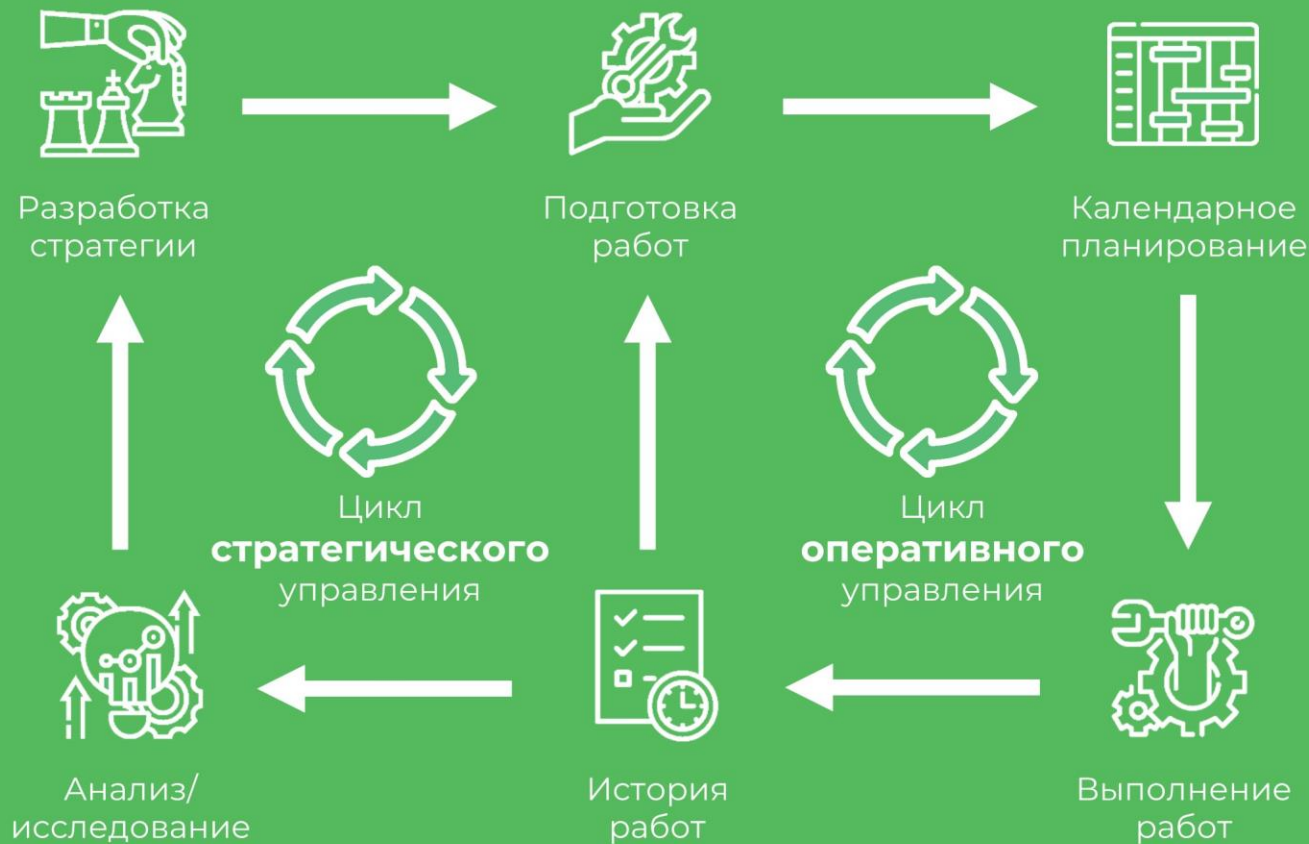 Разработка
стратегии
Подготовка
работ
Календарное
планирование
Цикл
стратегического
управления
Цикл
оперативного
управления
Анализ/
исследование
История
работ
Выполнение
работ